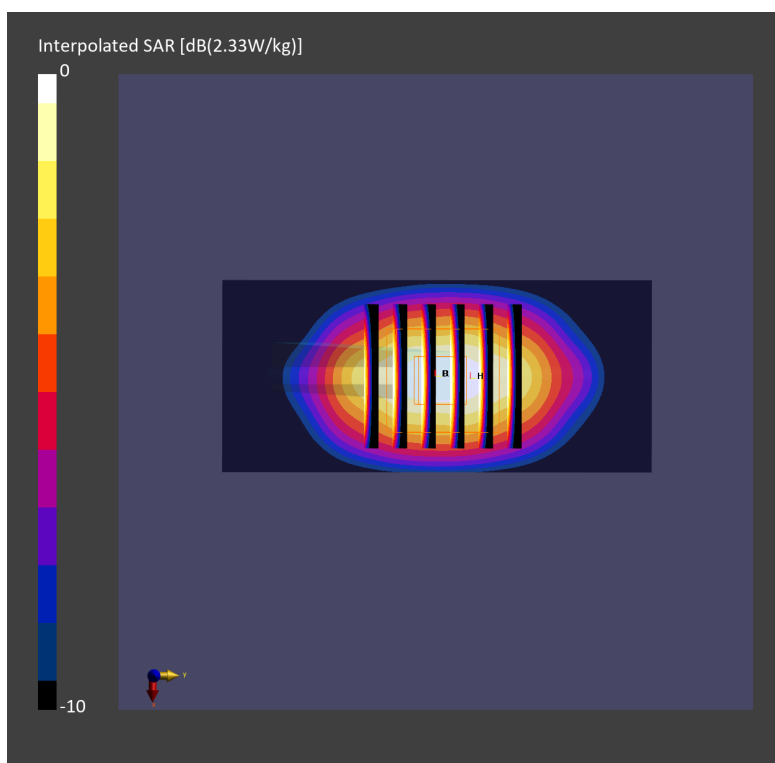 Interpolated SAR [dB(2.33W/kg)]
0
B
H
y
-10